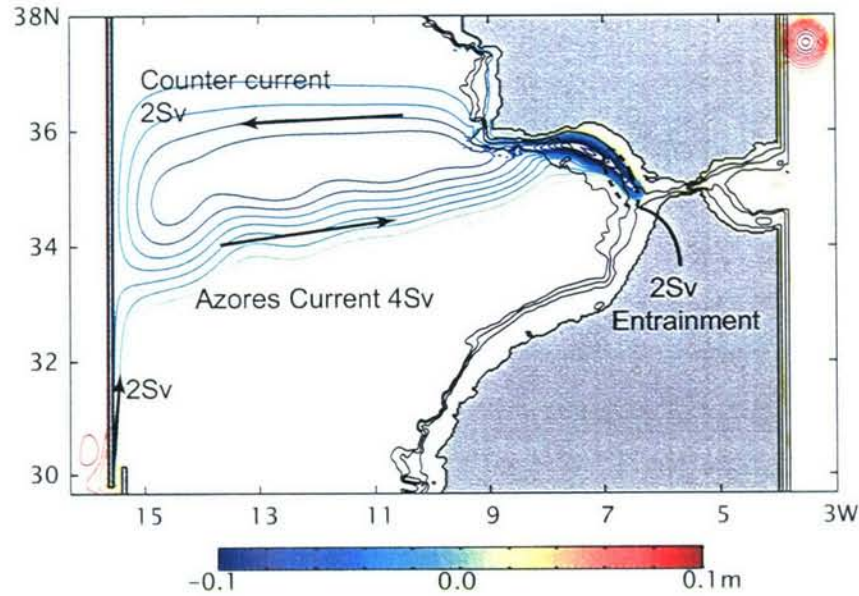 38N
Counter current
2Sv
36
34
Azores Current 4Sv
2Sv
Entrainment
32
2Sv
30
15 13 11 9 7 5 3W
-0.1 0.0 0.1m